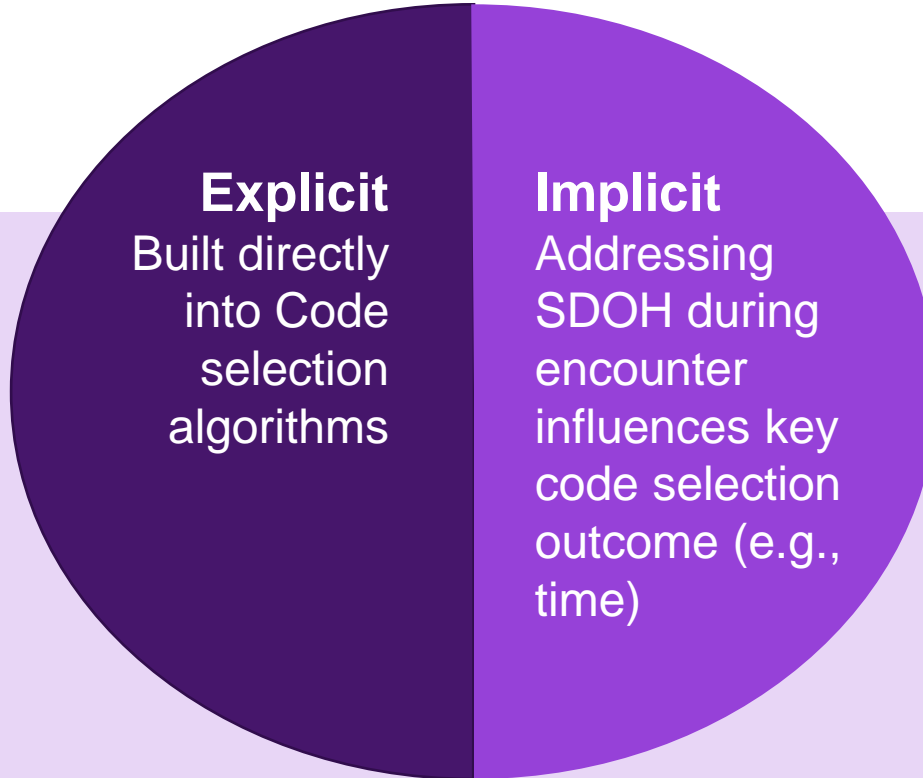 Explicit
Built directly
into Code
selection
algorithms
Implicit
Addressing
SDOH during
encounter
influences key
code selection
outcome (e.g.,
time)